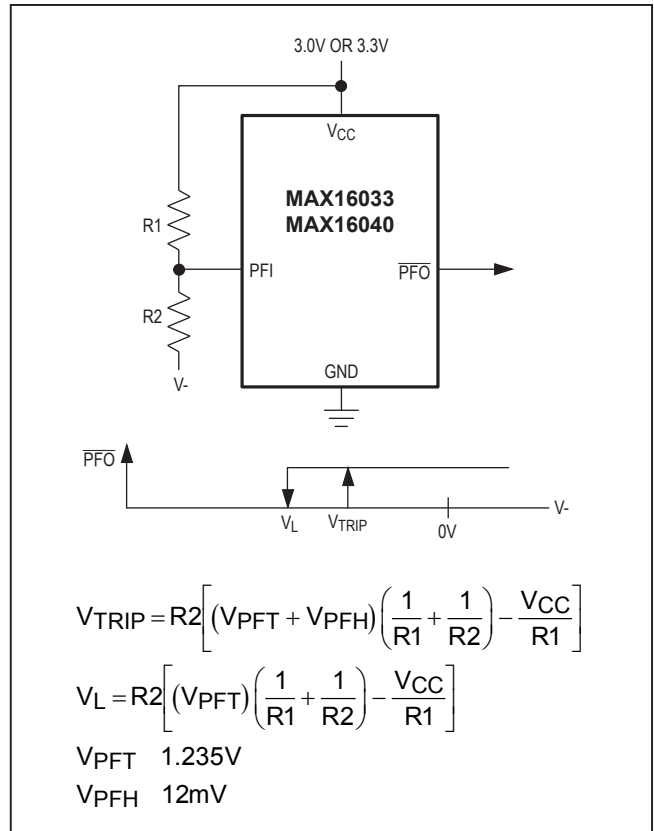 3.0V OR 3.3V
VCC
MAX16033
MAX16040
R1
PFI
P̅F̅O̅
R2
V-
GND
P̅F̅O̅
VL VTRIP 0V V-
VTRIP = R2[(VPFT + VPFH)(1/R1 + 1/R2) − VCC/R1]
VL = R2[(VPFT)(1/R1 + 1/R2) − VCC/R1]
VPFT 1.235V
VPFH 12mV